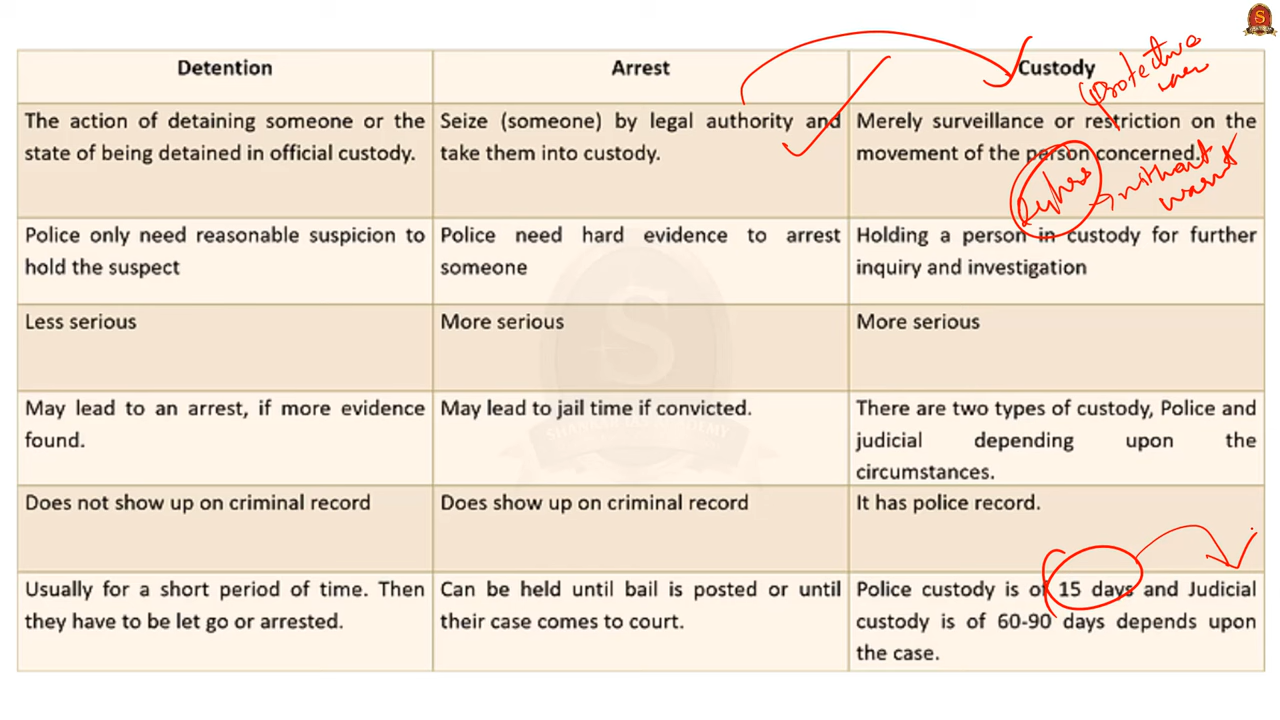 Detention
Arrest
Custody
Protective
The action of detaining someone or the
state of being detained in official custody.
Seize (someone) by legal authority and
take them into custody.
Merely surveillance or restriction on the
movement of the person concerned.
without
Police only need reasonable suspicion to
hold the suspect
Police need hard evidence to arrest
someone
Holding a person in custody for further
inquiry and investigation
Less serious
More serious
More serious
May lead to an arrest, if more evidence
found.
May lead to jail time if convicted.
There are two types of custody, Police and
judicial depending upon the
circumstances.
Does not show up on criminal record
Does show up on criminal record
It has police record.
Usually for a short period of time. Then
they have to be let go or arrested.
Can be held until bail is posted or until
their case comes to court.
Police custody is of 15 days and Judicial
custody is of 60-90 days depends upon
the case.